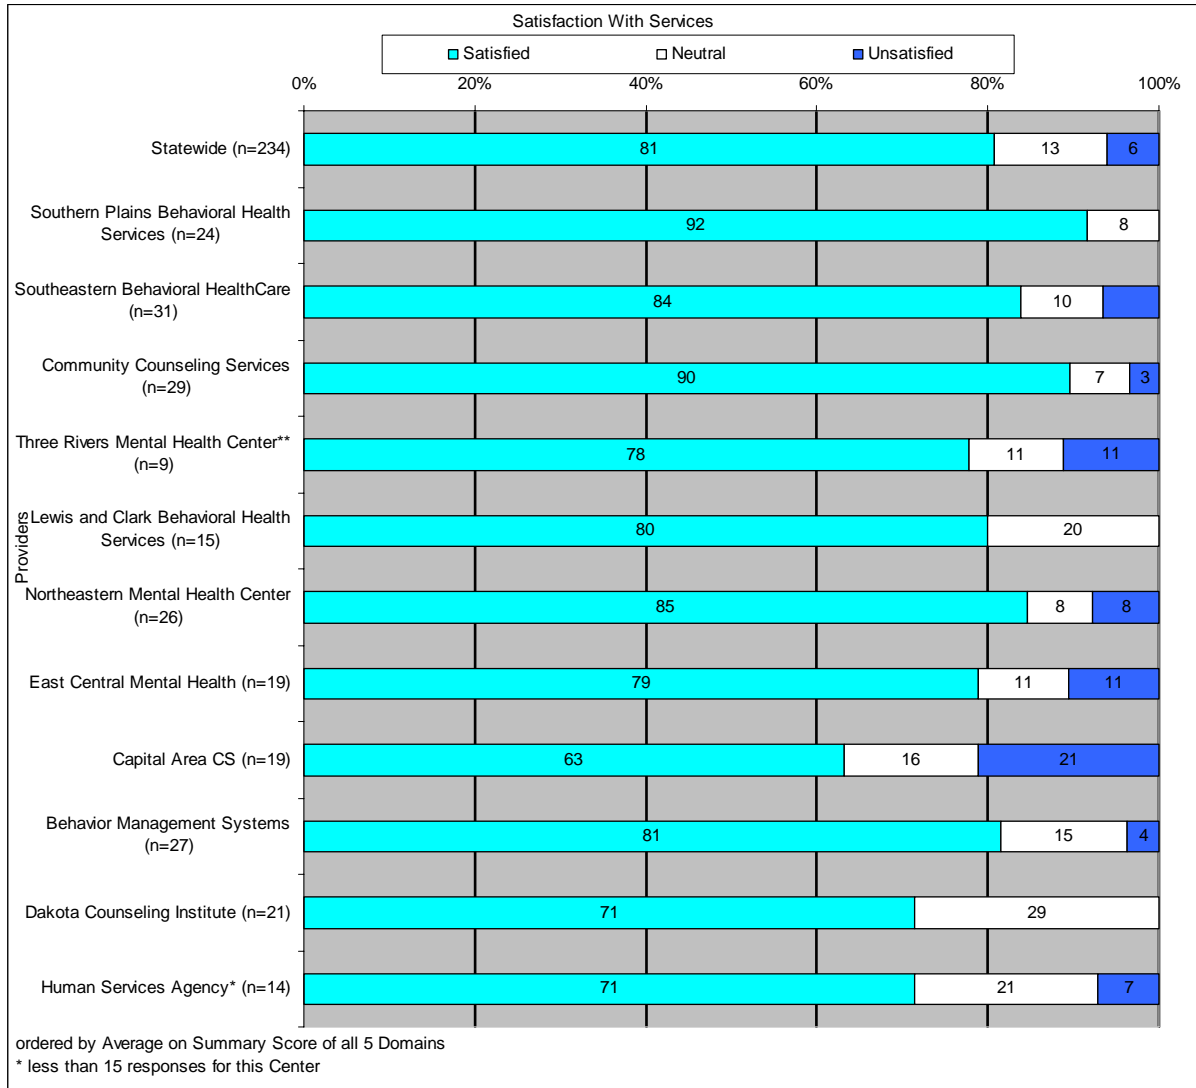 Satisfaction With Services
Satisfied Neutral Unsatisfied
0% 20% 40% 60% 80% 100%
Statewide (n=234)
81 13 6
Southern Plains Behavioral Health
Services (n=24)
92 8
Southeastern Behavioral HealthCare
(n=31)
84 10
Community Counseling Services
(n=29)
90 7 3
Three Rivers Mental Health Center**
(n=9)
78 11 11
Lewis and Clark Behavioral Health
Services (n=15)
80 20
Providers
Northeastern Mental Health Center
(n=26)
85 8 8
East Central Mental Health (n=19)
79 11 11
Capital Area CS (n=19)
63 16 21
Behavior Management Systems
(n=27)
81 15 4
Dakota Counseling Institute (n=21)
71 29
Human Services Agency* (n=14)
71 21 7
ordered by Average on Summary Score of all 5 Domains
* less than 15 responses for this Center